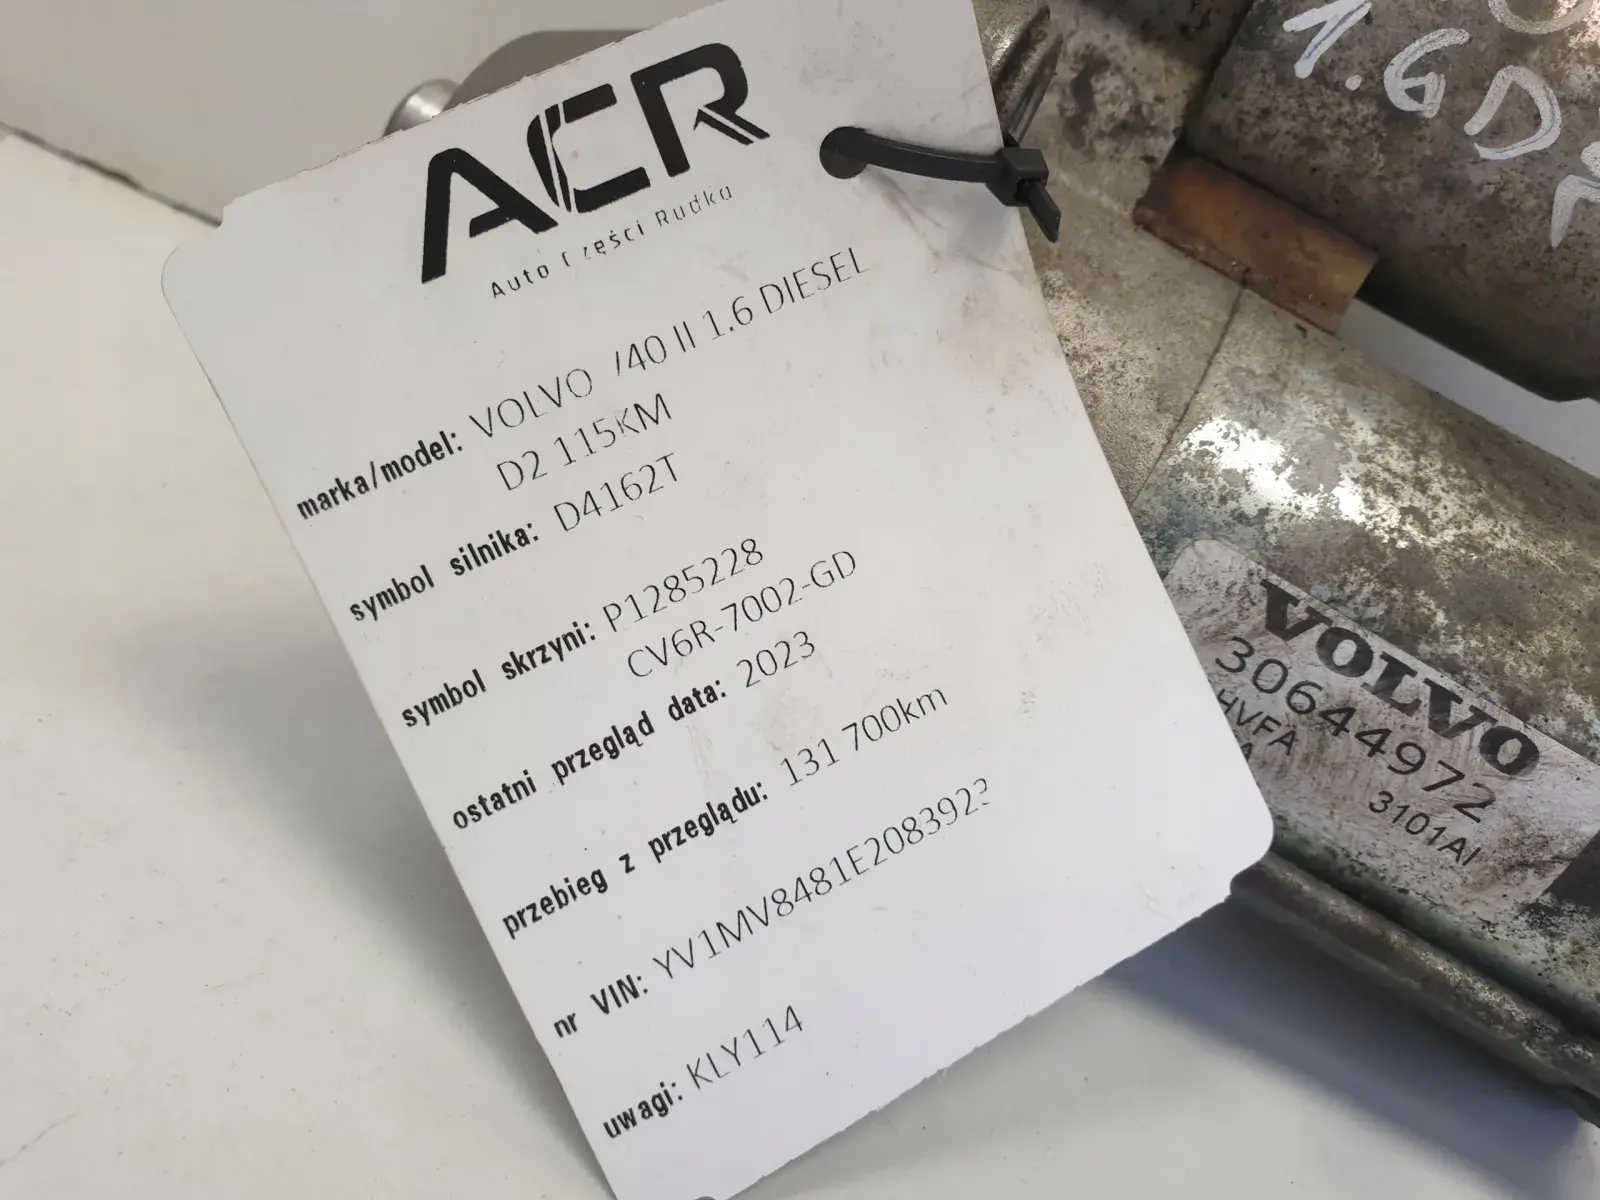 ACR
Auto Części Rudka
marka/model: VOLVO V40 II 1.6 DIESEL
D2 115KM
symbol silnika: D4162T
symbol skrzyni: P1285228
CV6R-7002-GD
ostatni przegląd data: 2023
przebieg z przeglądu: 131 700km
nr VIN: YV1MV8481E2083923
uwagi: KLY114
1.6D2
VOLVO
30644972
HVFA
3101AI